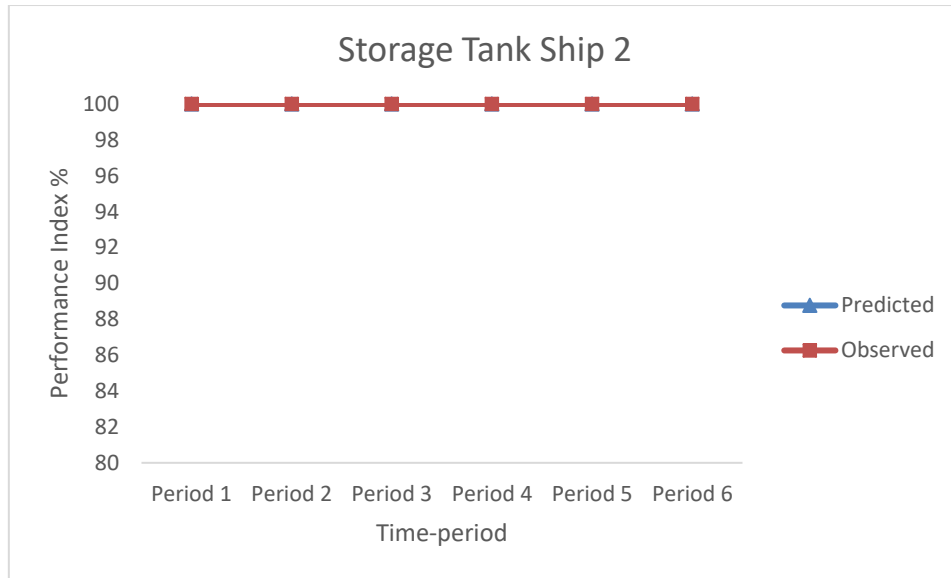 Storage Tank Ship 2
Performance Index %
100
98
96
94
92
90
88
86
84
82
80
Period 1 Period 2 Period 3 Period 4 Period 5 Period 6
Time-period
Predicted
Observed